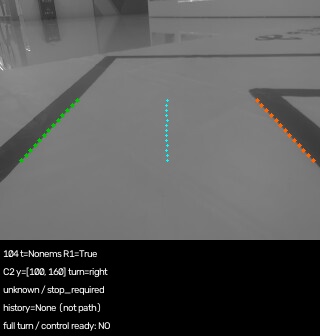 104 t=Nonems R1=True
C2 y=[100, 160] turn=right
unknown / stop_required
history=None (not path)
full turn / control ready: NO